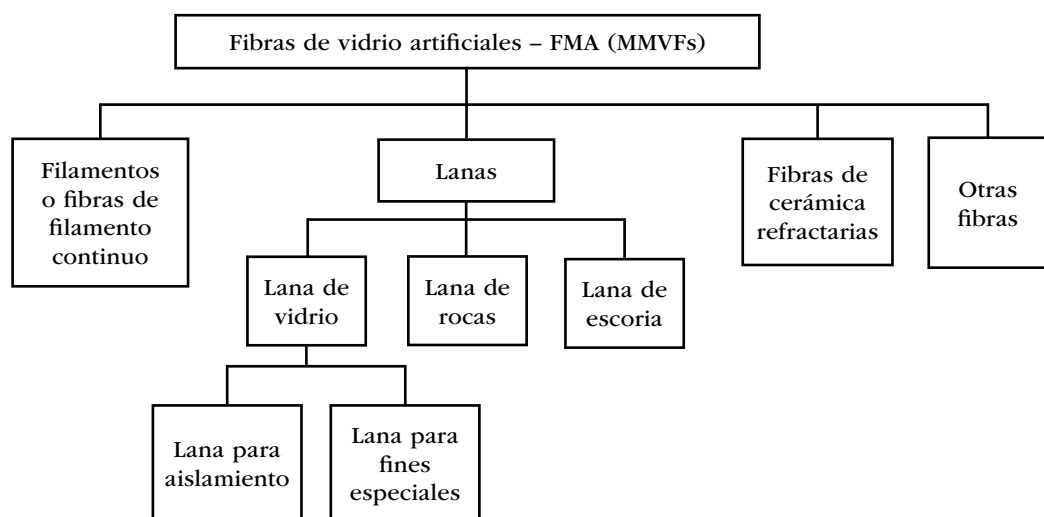 Fibras de vidrio artificiales – FMA (MMVFs)
Filamentos
o fibras de
filamento
continuo
Lanas
Fibras de
cerámica
refractarias
Otras
fibras
Lana de
vidrio
Lana de
rocas
Lana de
escoria
Lana para
aislamiento
Lana para
fines
especiales